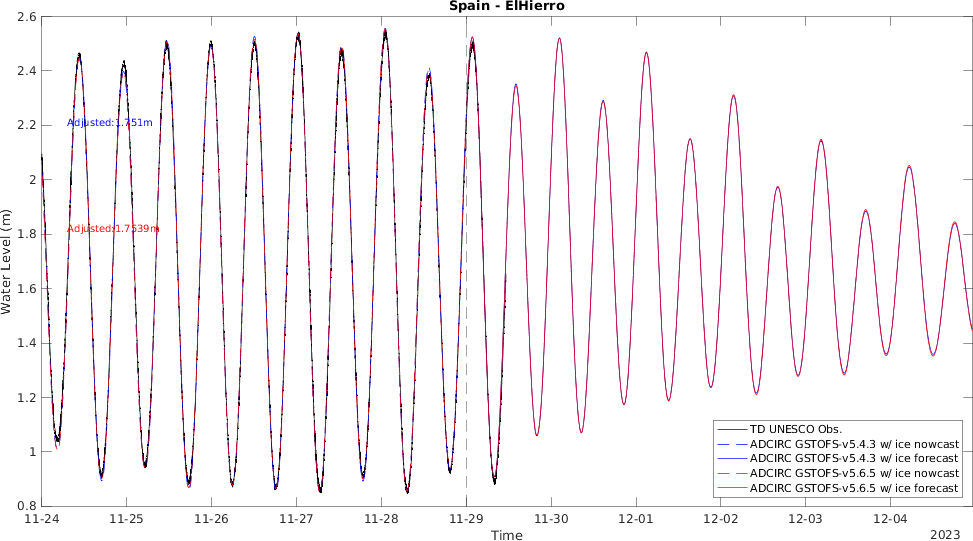 Spain - ElHierro
2.6
2.4
2.2
2
1.8
1.6
1.4
1.2
1
0.8
Water Level (m)
Adjusted:1.751m
Adjusted:1.7539m
TD UNESCO Obs.
ADCIRC GSTOFS-v5.4.3 w/ ice nowcast
ADCIRC GSTOFS-v5.4.3 w/ ice forecast
ADCIRC GSTOFS-v5.6.5 w/ ice nowcast
ADCIRC GSTOFS-v5.6.5 w/ ice forecast
11-24 11-25 11-26 11-27 11-28 11-29 11-30 12-01 12-02 12-03 12-04
Time
2023